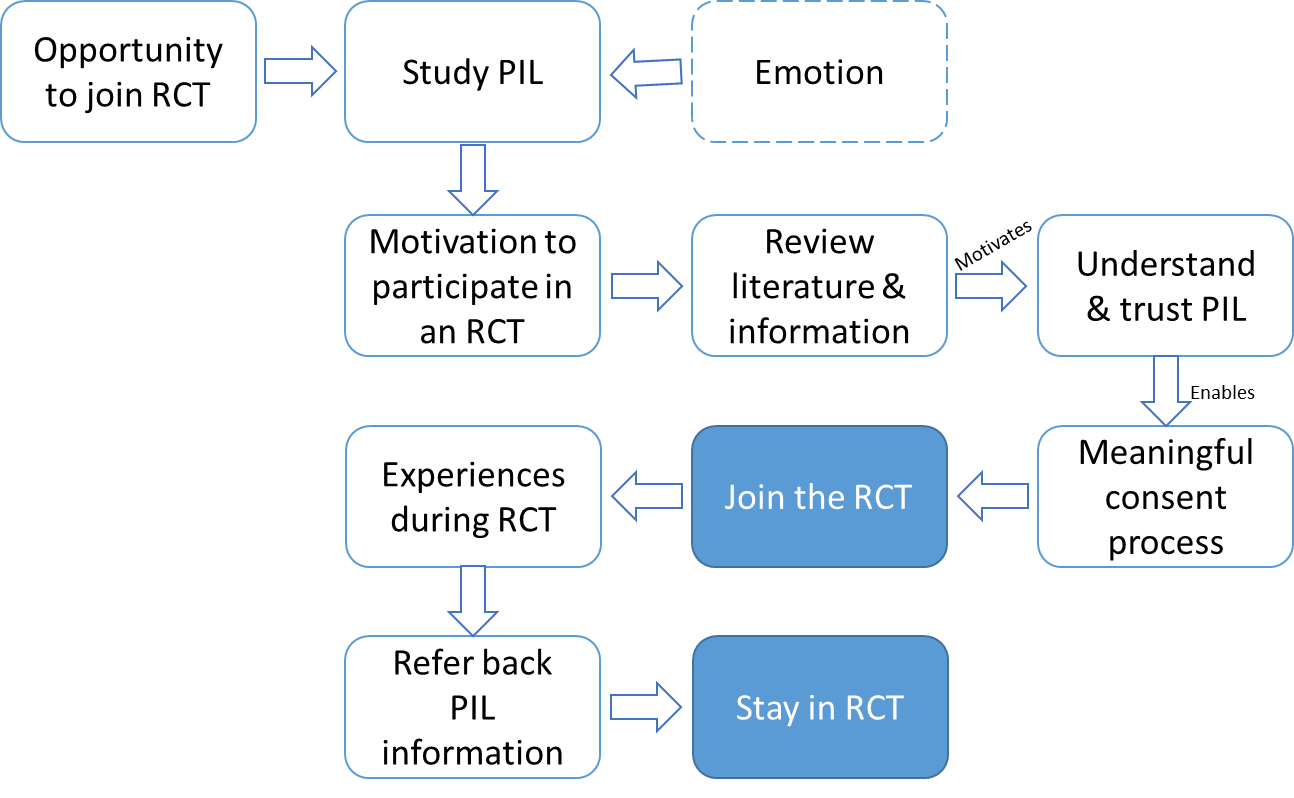 Opportunity
to join RCT
Study PIL
Emotion
Motivation to
participate in
an RCT
Review
literature &
information
Motivates
Understand
& trust PIL
Enables
Meaningful
consent
process
Join the RCT
Experiences
during RCT
Refer back
PIL
information
Stay in RCT